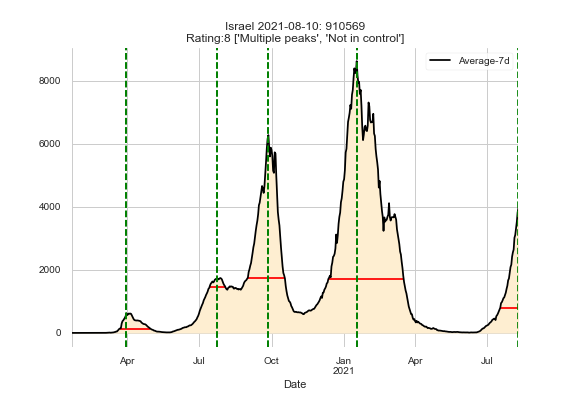 Israel 2021-08-10: 910569
Rating:8 ['Multiple peaks', 'Not in control']
Average-7d
8000
6000
4000
2000
0
Apr Jul Oct Jan Apr Jul
2021
Date